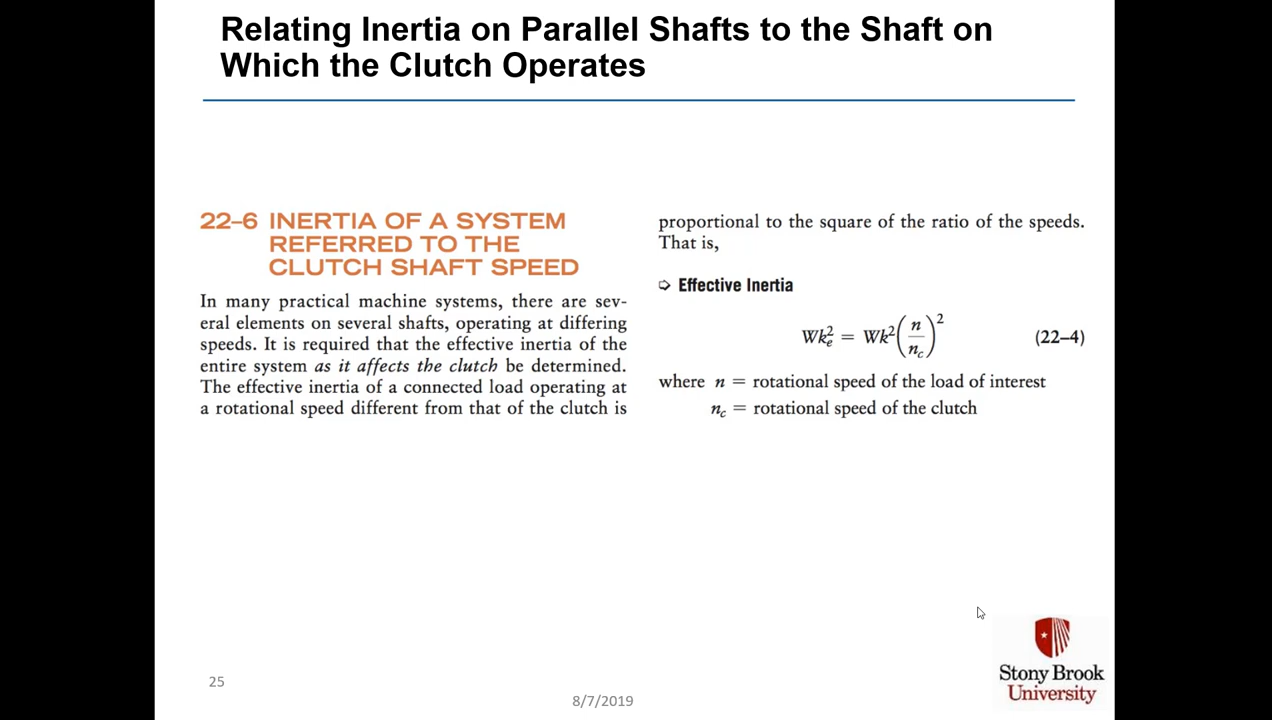 Relating Inertia on Parallel Shafts to the Shaft on
Which the Clutch Operates
22–6 INERTIA OF A SYSTEM
REFERRED TO THE
CLUTCH SHAFT SPEED
In many practical machine systems, there are sev-
eral elements on several shafts, operating at differing
speeds. It is required that the effective inertia of the
entire system as it affects the clutch be determined.
The effective inertia of a connected load operating at
a rotational speed different from that of the clutch is
proportional to the square of the ratio of the speeds.
That is,
➩ Effective Inertia
Wk²ₑ = Wk²(n/n_c)² (22–4)
where n = rotational speed of the load of interest
n_c = rotational speed of the clutch
Stony Brook
University
25
8/7/2019